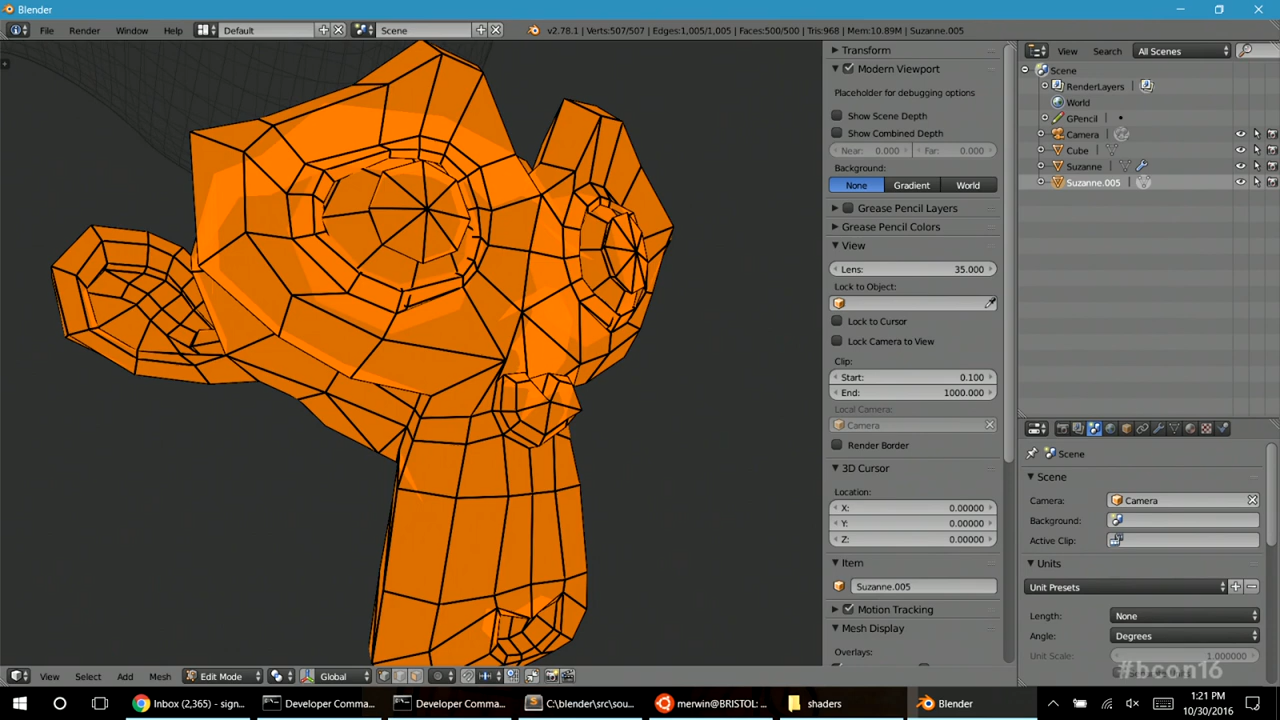 Blender
File Render Window Help Default Scene v2.78.1 | Verts:507/507 | Edges:1,005/1,005 | Faces:500/500 | Tris:968 | Mem:10.89M | Suzanne.005
Transform
Modern Viewport
Placeholder for debugging options
Show Scene Depth
Show Combined Depth
Near: 0.000 Far: 0.000
Background:
None Gradient World
Grease Pencil Layers
Grease Pencil Colors
View
Lens: 35.000
Lock to Object:
Lock to Cursor
Lock Camera to View
Clip:
Start: 0.100
End: 1000.000
Local Camera:
Camera
Render Border
3D Cursor
Location:
X: 0.00000
Y: 0.00000
Z: 0.00000
Item
Suzanne.005
Motion Tracking
Mesh Display
Overlays:
View Search All Scenes
Scene
RenderLayers
World
GPencil
Camera
Cube
Suzanne
Suzanne.005
Scene
Scene
Camera: Camera
Background:
Active Clip:
Units
Unit Presets
Length: None
Angle: Degrees
Unit Scale: 1.000000
#bcon16
View Select Add Mesh Edit Mode Global
Inbox (2,365) - sign... Developer Comma... Developer Comma... C:\blender\src\sou... merwin@BRISTOL: ... shaders Blender
1:21 PM
10/30/2016